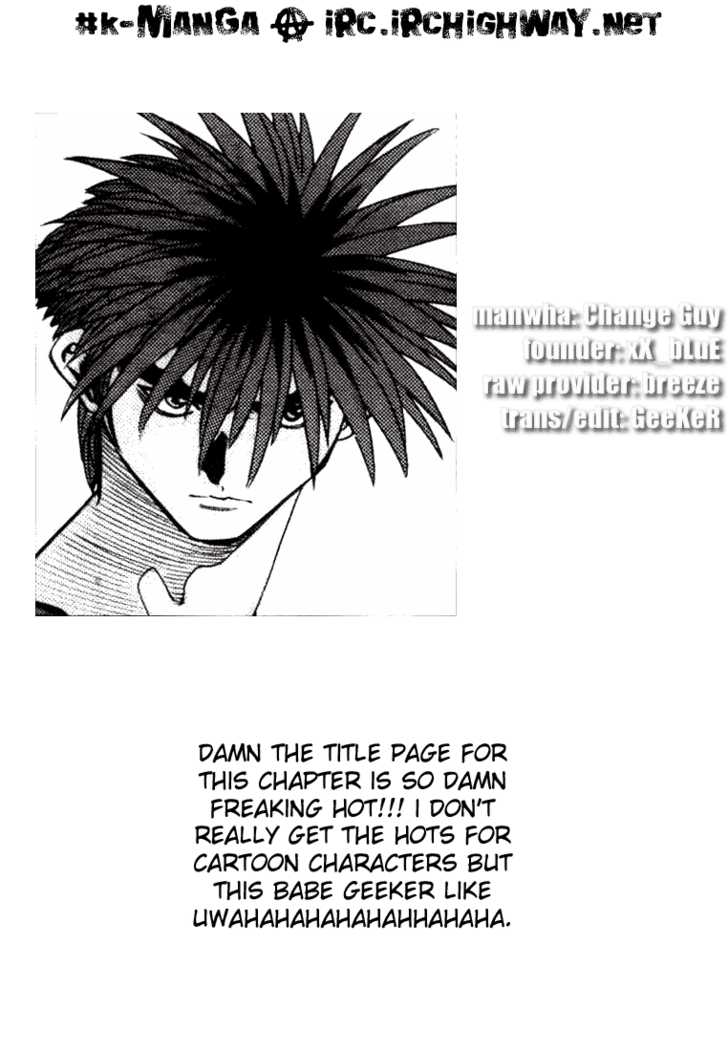 #K-MANGA @ iRC.iRCHiGHWAY.NET
manwha: Change Guy
founder: xX_bLuE
raw provider: breeze
trans/edit: GeeKeR
DAMN THE TITLE PAGE FOR
THIS CHAPTER IS SO DAMN
FREAKING HOT!!! I DON'T
REALLY GET THE HOTS FOR
CARTOON CHARACTERS BUT
THIS BABE GEEKER LIKE
UWAHAHAHAHAHAHHAHAHA.